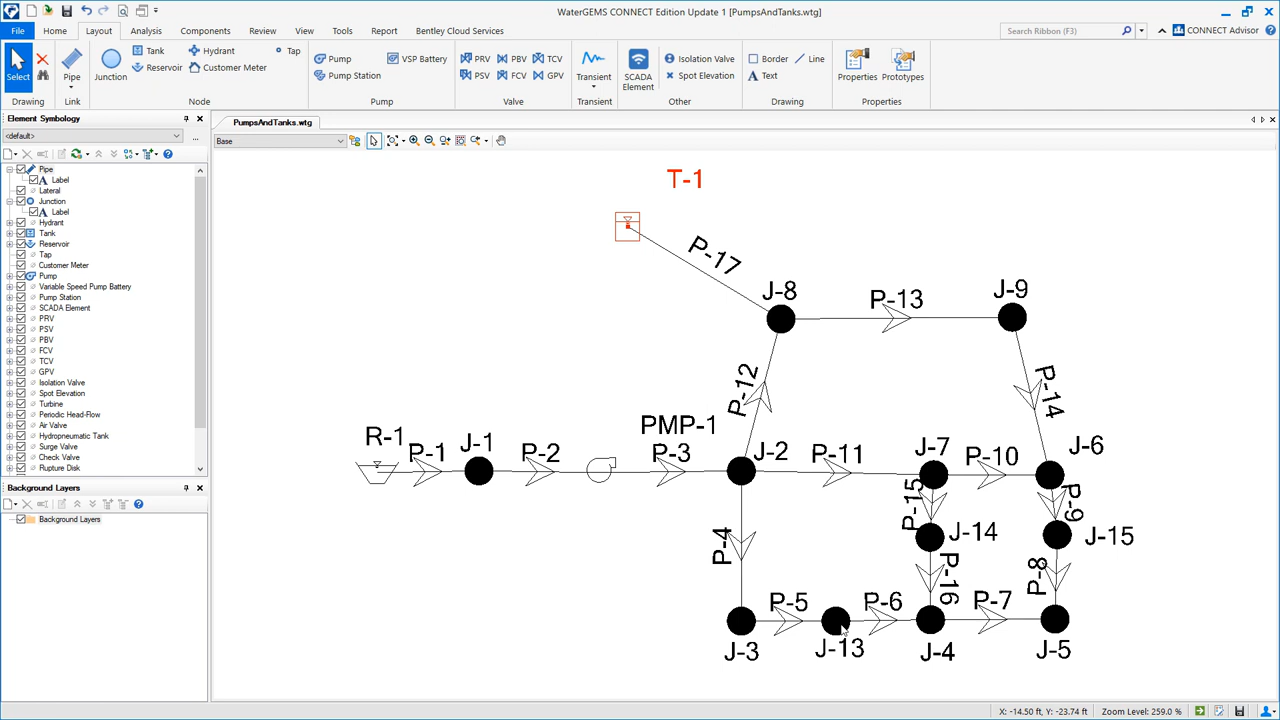 WaterGEMS CONNECT Edition Update 1 [PumpsAndTanks.wtg]
File Home Layout Analysis Components Review View Tools Report Bentley Cloud Services
Search Ribbon (F3) CONNECT Advisor
Select
Drawing
Pipe
Link
Junction
Tank Hydrant Tap
Reservoir Customer Meter
Node
Pump VSP Battery
Pump Station
Pump
PRV PBV TCV
PSV FCV GPV
Valve
Transient
Transient
SCADA Element
Isolation Valve
Spot Elevation
Other
Border Line
Text
Drawing
Properties Prototypes
Properties
Element Symbology
<default>
...
Pipe
A Label
Lateral
Junction
A Label
Hydrant
Tank
Reservoir
Tap
Customer Meter
Pump
Variable Speed Pump Battery
Pump Station
SCADA Element
PRV
PSV
PBV
FCV
TCV
GPV
Isolation Valve
Spot Elevation
Turbine
Periodic Head-Flow
Air Valve
Hydropneumatic Tank
Surge Valve
Check Valve
Rupture Disk
Background Layers
Background Layers
PumpsAndTanks.wtg
Base
T-1
P-17
J-8
P-13
J-9
P-12
P-14
PMP-1
R-1
P-1
J-1
P-2
P-3
J-2
P-11
J-7
P-10
J-6
P-15
P-9
J-14
J-15
P-4
P-16
P-8
P-5
P-6
P-7
J-3
J-13
J-4
J-5
X: -14.50 ft, Y: -23.74 ft Zoom Level: 259.0 %